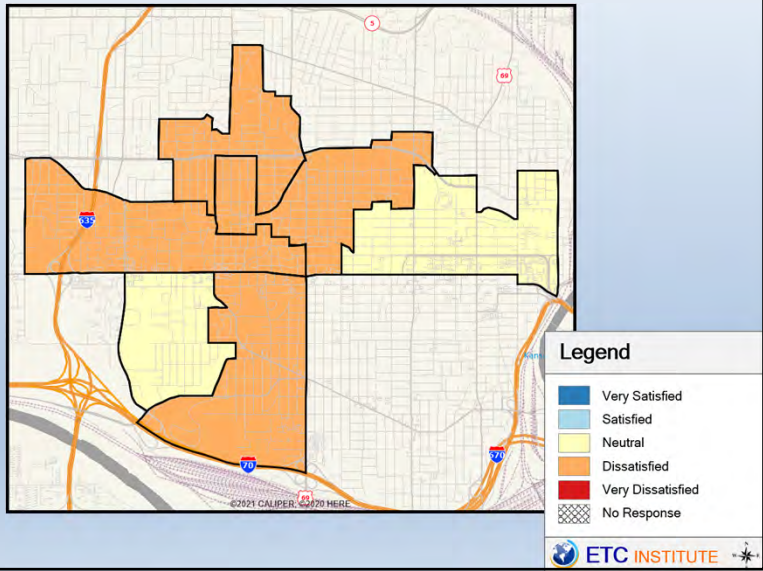 5
69
635
Legend
Very Satisfied
Satisfied
Neutral
Dissatisfied
Very Dissatisfied
No Response
70
670
69
©2021 CALIPER; ©2020 HERE
ETC INSTITUTE
N
W
E
S